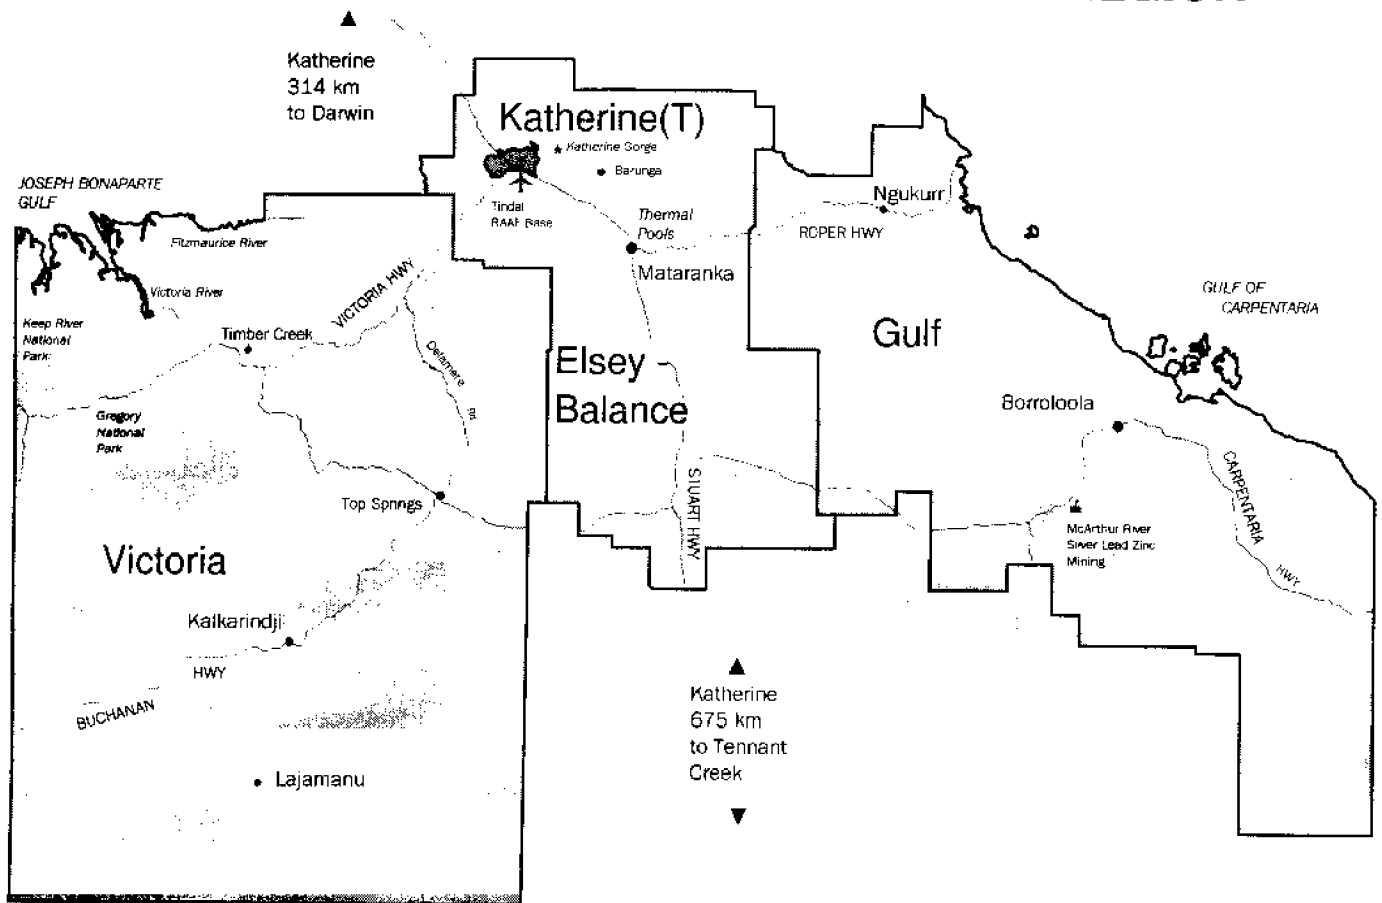 Katherine
314 km
to Darwin
Katherine(T)
Katherine Gorge
Barunga
Tindal
RAAF Base
JOSEPH BONAPARTE
GULF
Fitzmaurice River
Victoria River
Keep River
National
Park
Timber Creek
VICTORIA HWY
Delamere
Rd
Thermal
Pools
Mataranka
Ngukurr
ROPER HWY
GULF OF
CARPENTARIA
Gulf
Elsey
Balance
Borroloola
Gregory
National
Park
Top Springs
STUART HWY
CARPENTARIA
HWY
McArthur River
Silver Lead Zinc
Mining
Victoria
Kalkarindji
HWY
BUCHANAN
Lajamanu
Katherine
675 km
to Tennant
Creek